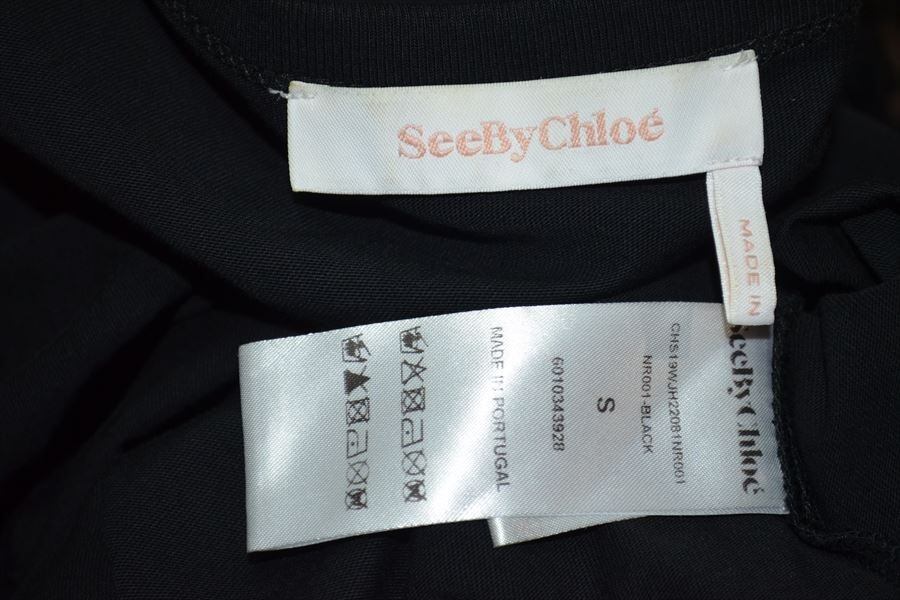 SeeByChloé
MADE IN
SeeByChloé
CHS19WJH22081NR001
NR001-BLACK
S
6010343928
MADE IN PORTUGAL